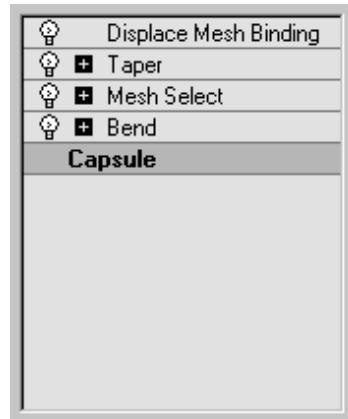 Displace Mesh Binding
Taper
Mesh Select
Bend
Capsule